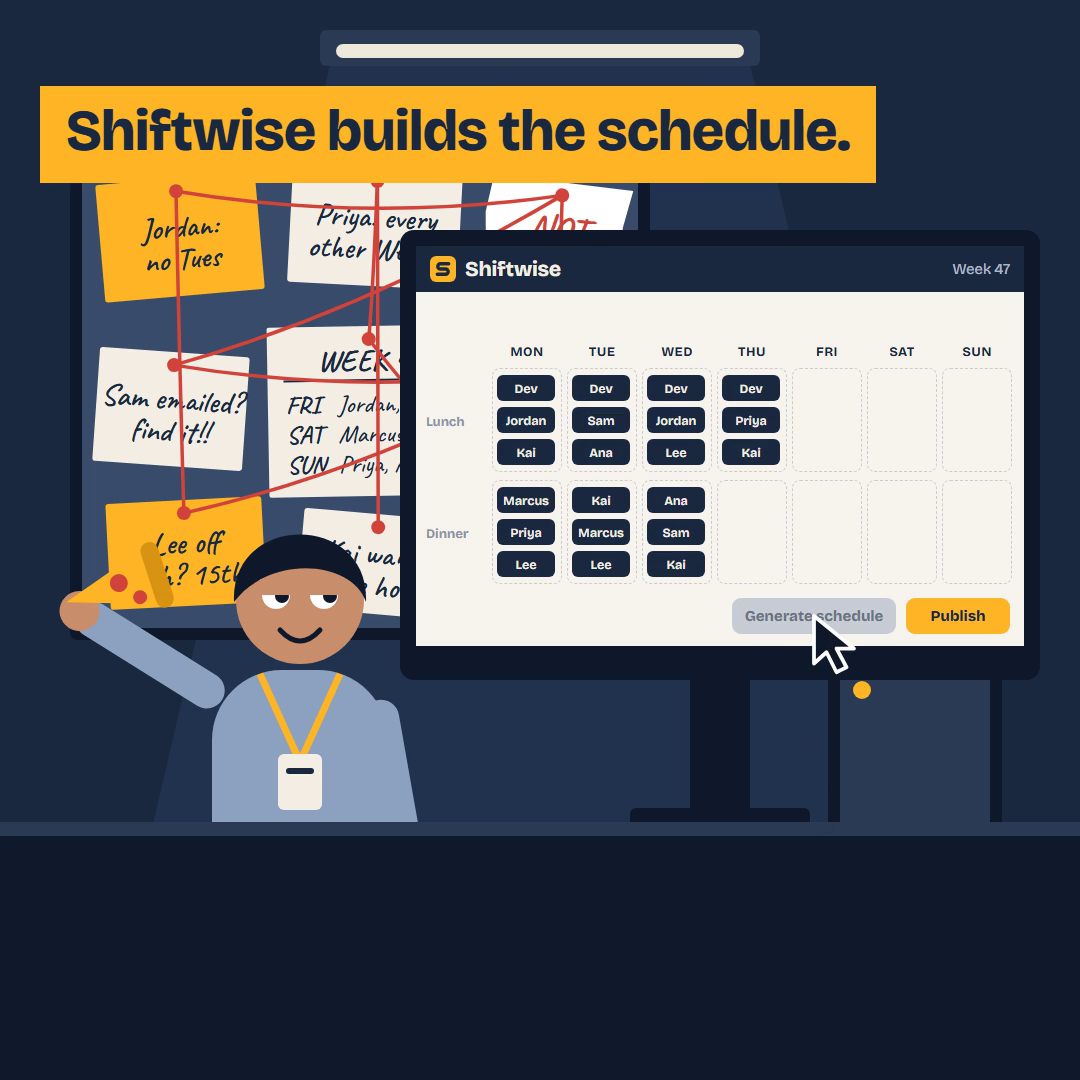 Shiftwise builds the schedule.
Jordan:
no Tues
Priya: every
other
NOT
Sam emailed?
find it!!
WEEK
FRI Jordan,
SAT Marcus
SUN Priya,
Lee off
15th
Shiftwise
Week 47
MON TUE WED THU FRI SAT SUN
Lunch
Dev Dev Dev Dev
Jordan Sam Jordan Priya
Kai Ana Lee Kai
Dinner
Marcus Kai Ana
Priya Marcus Sam
Lee Lee Kai
Generate schedule
Publish